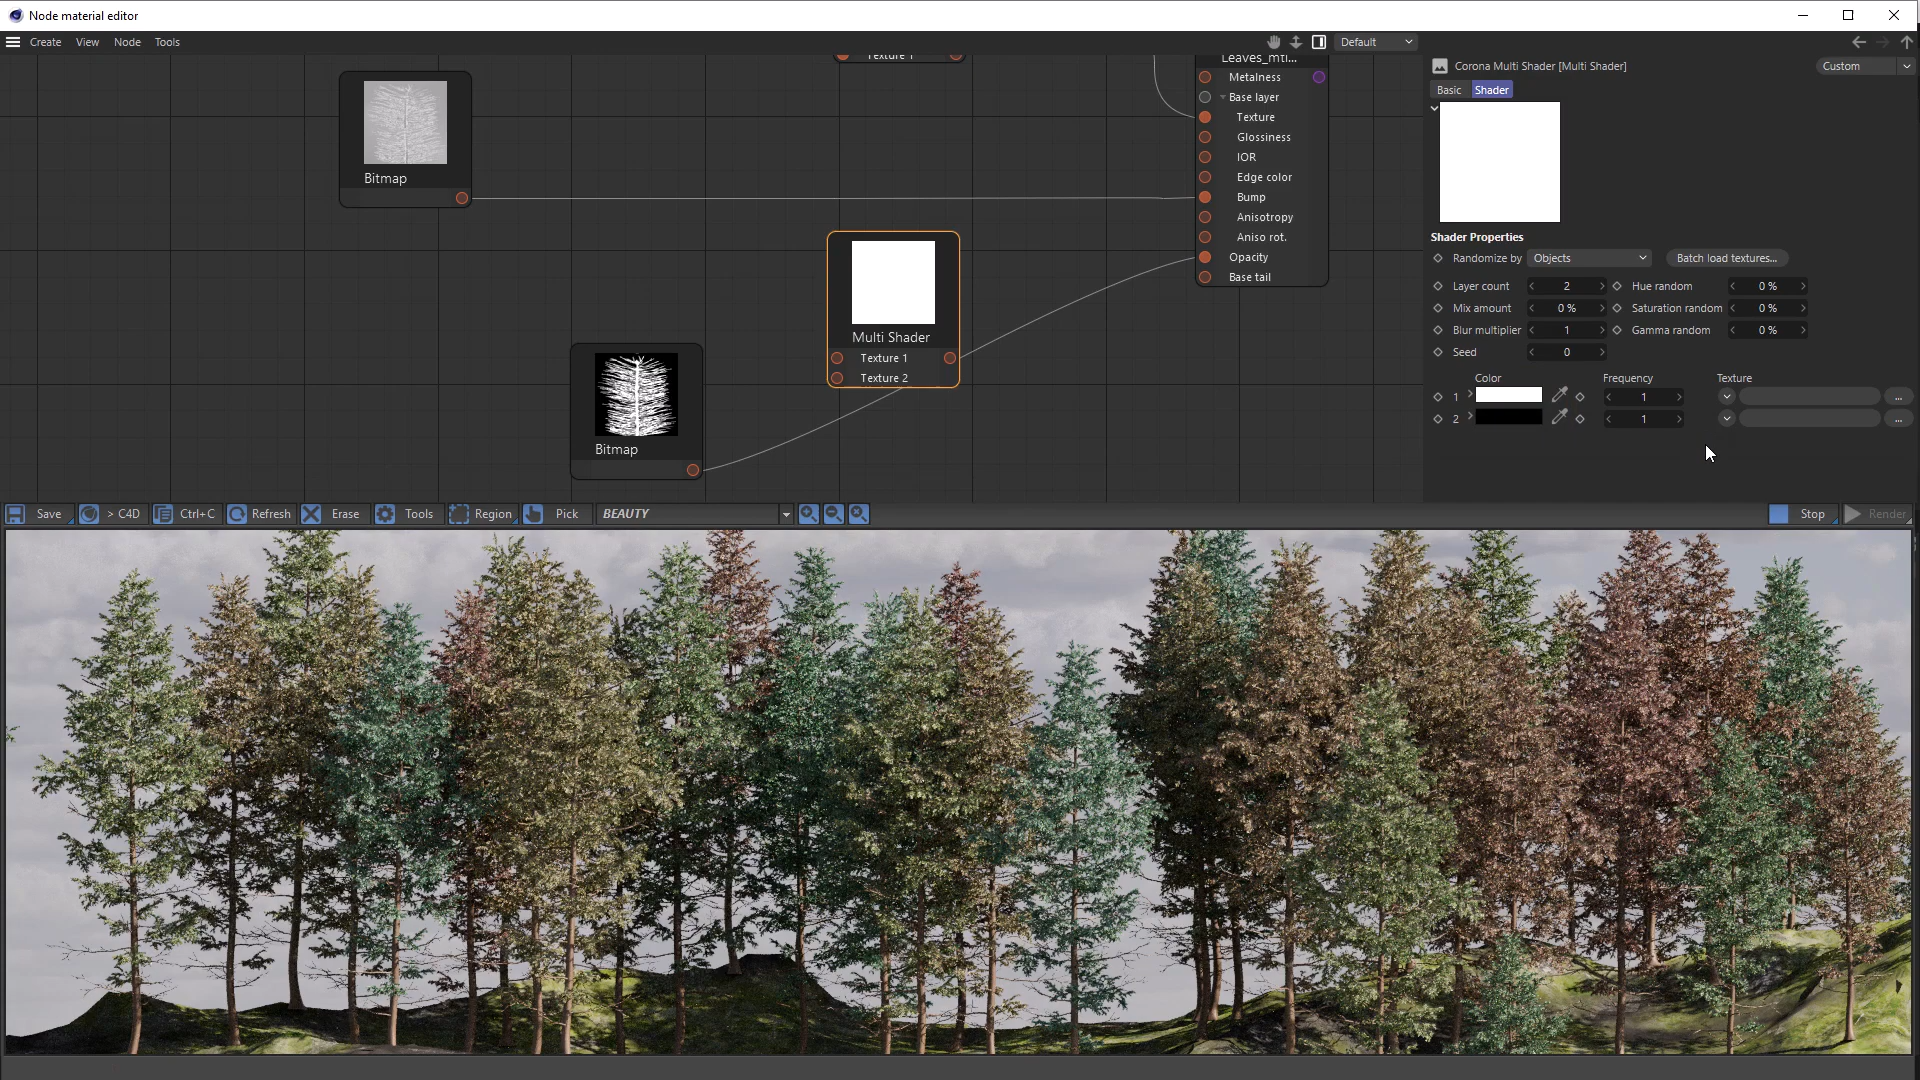 Node material editor
Create View Node Tools
Default
Texture 1
Leaves_mtl...
Metalness
Base layer
Texture
Glossiness
IOR
Edge color
Bump
Anisotropy
Aniso rot.
Opacity
Base tail
Bitmap
Multi Shader
Texture 1
Texture 2
Bitmap
Corona Multi Shader [Multi Shader]
Custom
Basic Shader
Shader Properties
Randomize by Objects Batch load textures...
Layer count 2 Hue random 0 %
Mix amount 0 % Saturation random 0 %
Blur multiplier 1 Gamma random 0 %
Seed 0
Color Frequency Texture
1 1 ...
2 1 ...
Save > C4D Ctrl+C Refresh Erase Tools Region Pick BEAUTY Stop Render